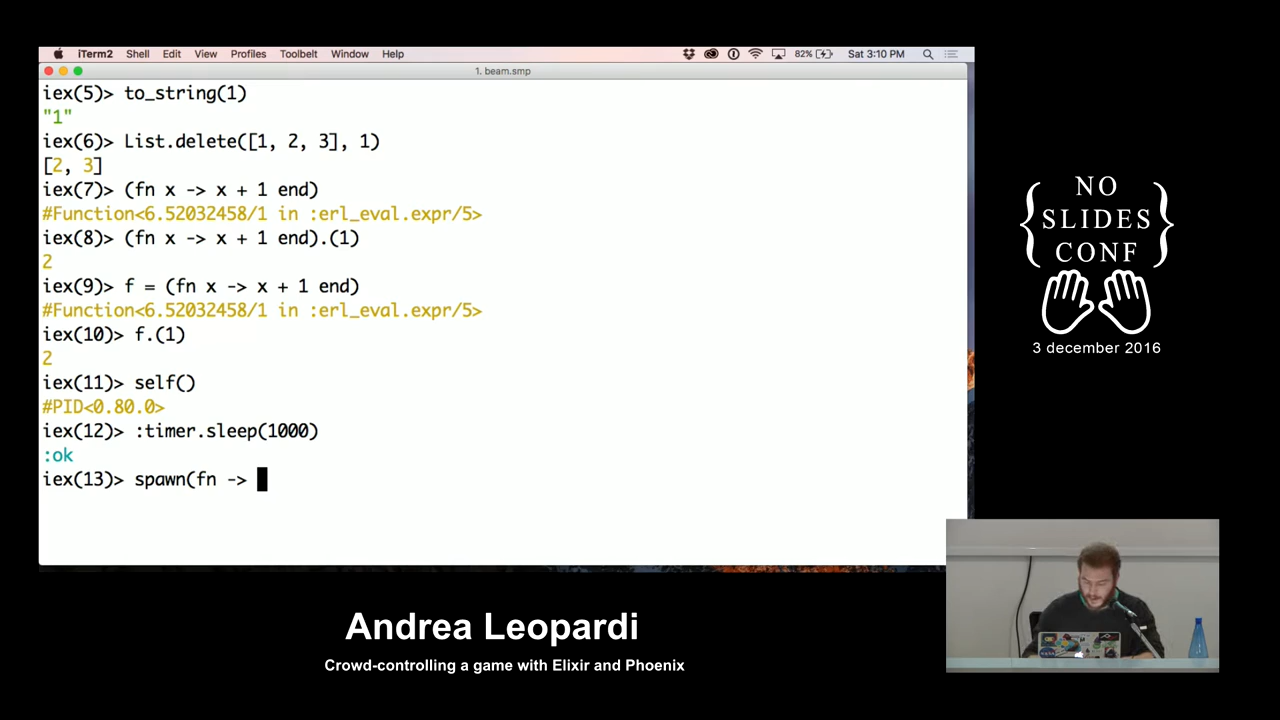 iTerm2 Shell Edit View Profiles Toolbelt Window Help 82% Sat 3:10 PM
1. beam.smp
iex(5)> to_string(1)
"1"
iex(6)> List.delete([1, 2, 3], 1)
[2, 3]
iex(7)> (fn x -> x + 1 end)
#Function<6.52032458/1 in :erl_eval.expr/5>
iex(8)> (fn x -> x + 1 end).(1)
2
iex(9)> f = (fn x -> x + 1 end)
#Function<6.52032458/1 in :erl_eval.expr/5>
iex(10)> f.(1)
2
iex(11)> self()
#PID<0.80.0>
iex(12)> :timer.sleep(1000)
:ok
iex(13)> spawn(fn ->
NO
SLIDES
CONF
3 december 2016
Andrea Leopardi
Crowd-controlling a game with Elixir and Phoenix